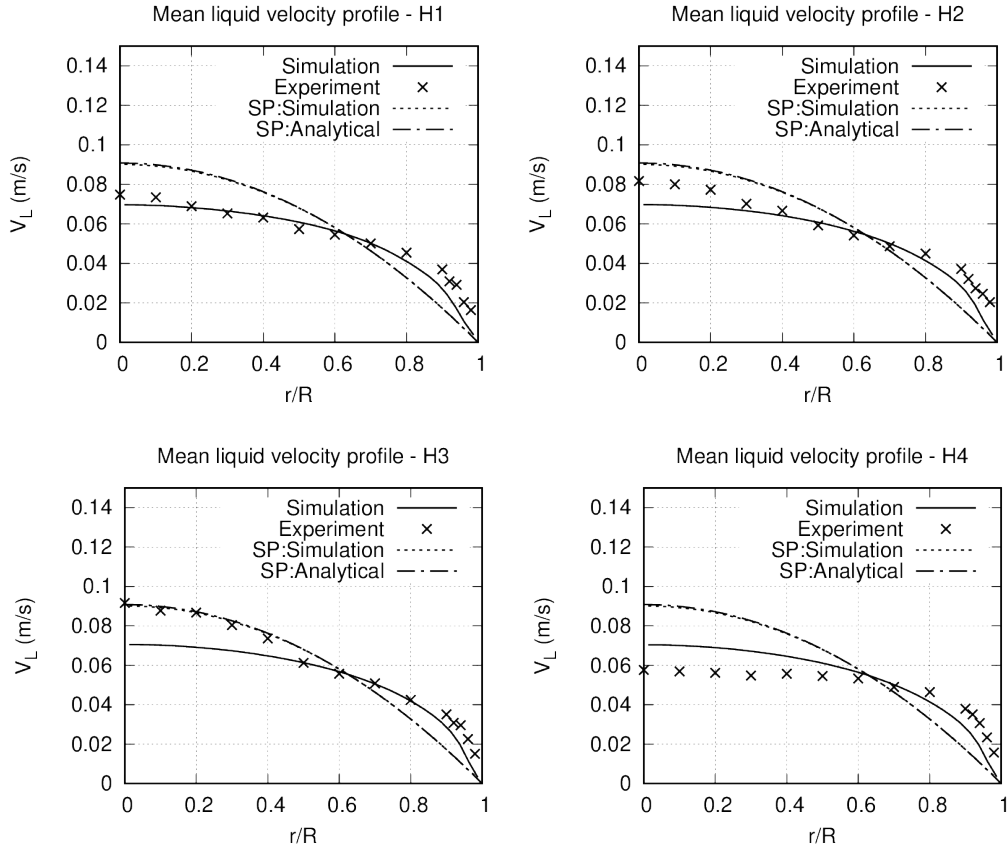 Mean liquid velocity profile - H1
0.14
0.12
0.1
0.08
0.06
0.04
0.02
0
V_L (m/s)
Simulation
Experiment
SP:Simulation
SP:Analytical
0 0.2 0.4 0.6 0.8 1
r/R
Mean liquid velocity profile - H2
0.14
0.12
0.1
0.08
0.06
0.04
0.02
0
V_L (m/s)
Simulation
Experiment
SP:Simulation
SP:Analytical
0 0.2 0.4 0.6 0.8 1
r/R
Mean liquid velocity profile - H3
0.14
0.12
0.1
0.08
0.06
0.04
0.02
0
V_L (m/s)
Simulation
Experiment
SP:Simulation
SP:Analytical
0 0.2 0.4 0.6 0.8 1
r/R
Mean liquid velocity profile - H4
0.14
0.12
0.1
0.08
0.06
0.04
0.02
0
V_L (m/s)
Simulation
Experiment
SP:Simulation
SP:Analytical
0 0.2 0.4 0.6 0.8 1
r/R